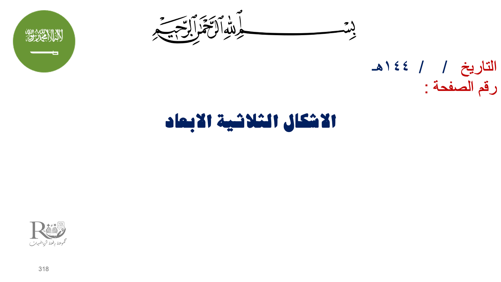 بسم الله الرحمن الرحيم
التاريخ / / ١٤٤هـ
رقم الصفحة :
الاشكال الثلاثية الابعاد
318